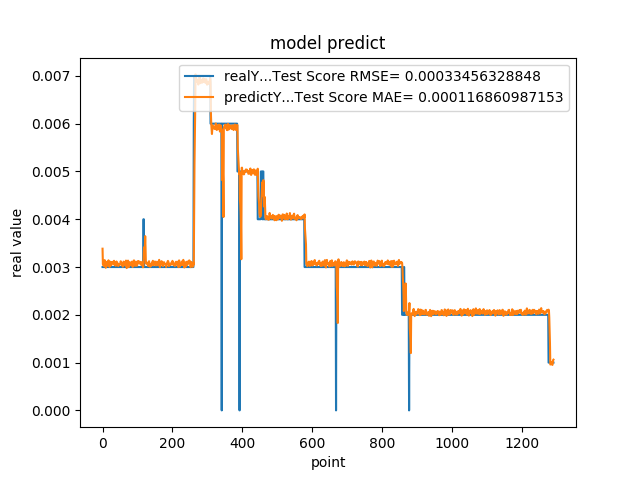 model predict
realY...Test Score RMSE= 0.00033456328848
predictY...Test Score MAE= 0.000116860987153
real value
0.007
0.006
0.005
0.004
0.003
0.002
0.001
0.000
0 200 400 600 800 1000 1200
point